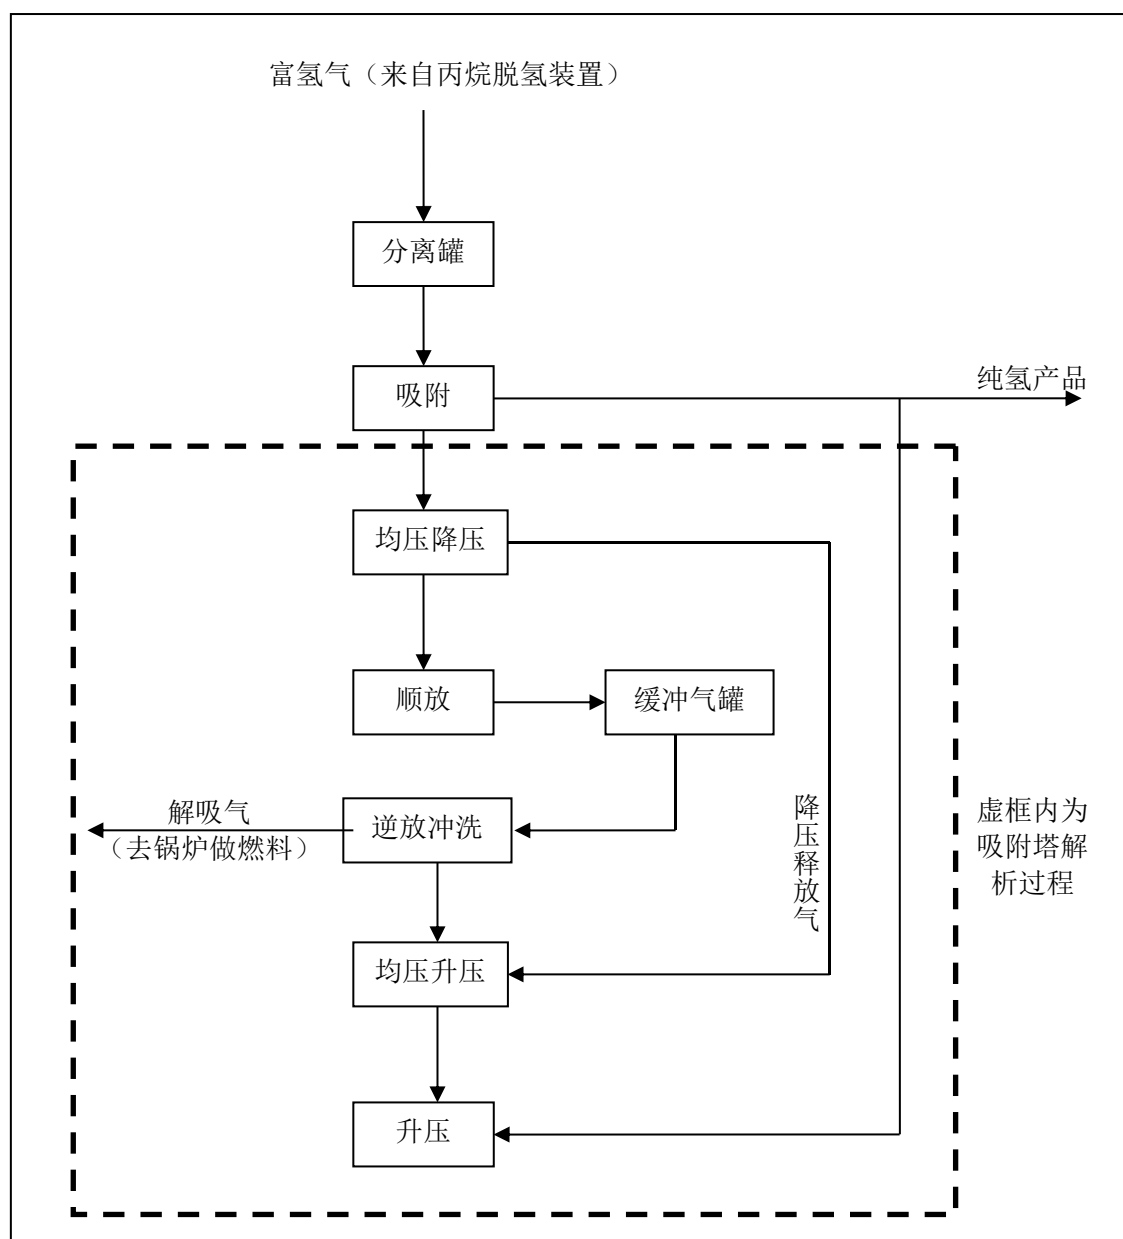 富氢气（来自丙烷脱氢装置）
分离罐
吸附
纯氢产品
均压降压
顺放
缓冲气罐
解吸气
（去锅炉做燃料）
逆放冲洗
降压释放气
虚框内为
吸附塔解
析过程
均压升压
升压